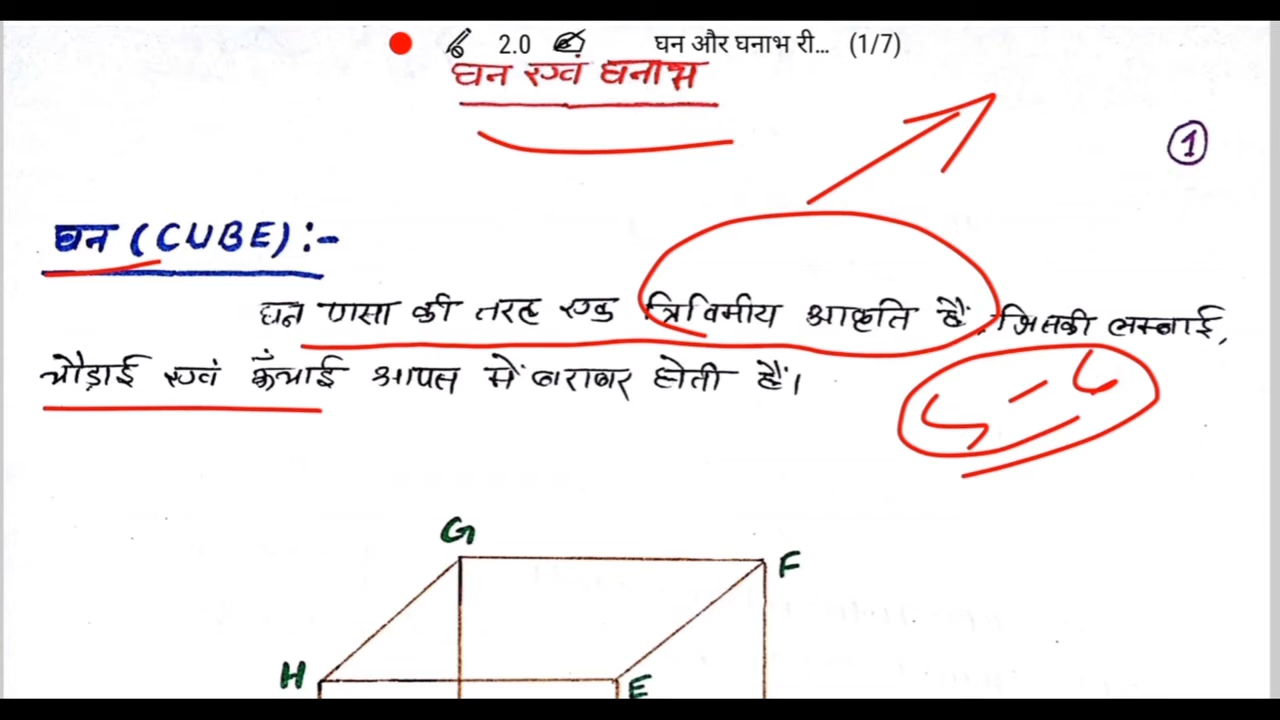 2.0 घन और घनाभ री... (1/7)
घन एवं घनाभ
1
घन (CUBE) :-
घन पासा की तरह एक त्रिविमीय आकृति हैं, जिसकी लम्बाई,
चौड़ाई एवं ऊँचाई आपस में बराबर होती हैं।
G
F
H
E